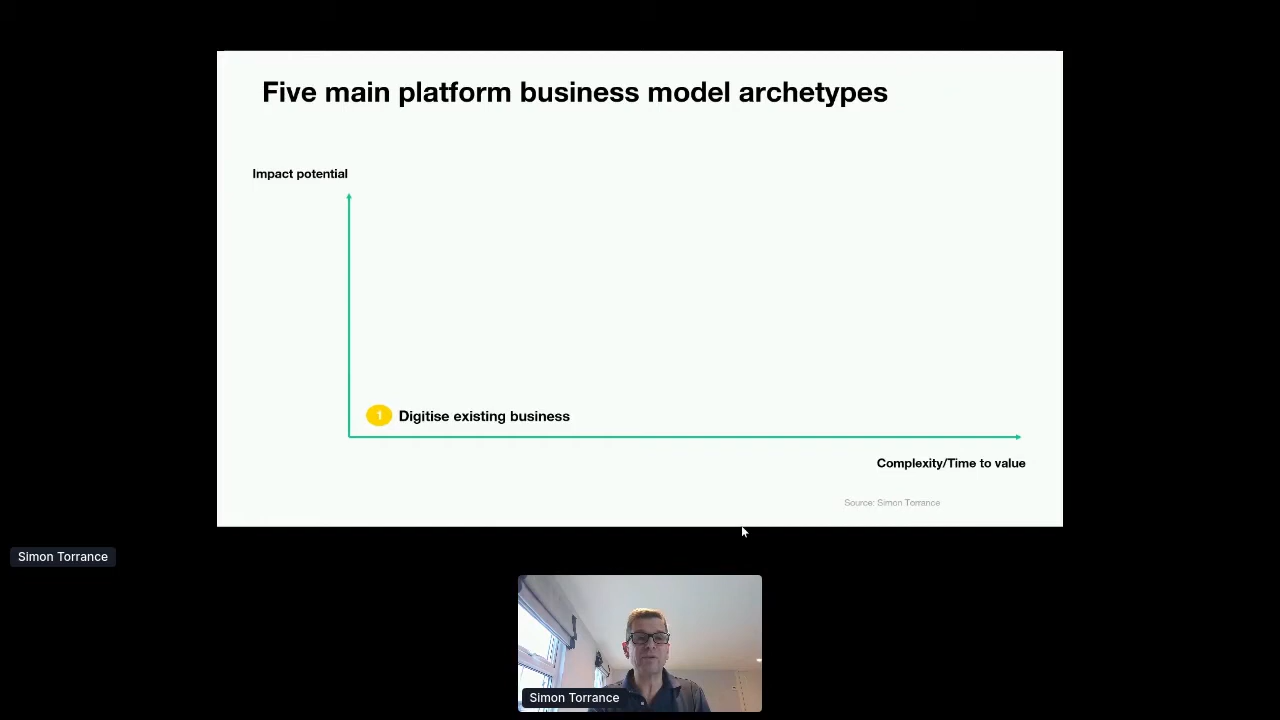 Five main platform business model archetypes
Impact potential
1 Digitise existing business
Complexity/Time to value
Source: Simon Torrance
Simon Torrance
Simon Torrance